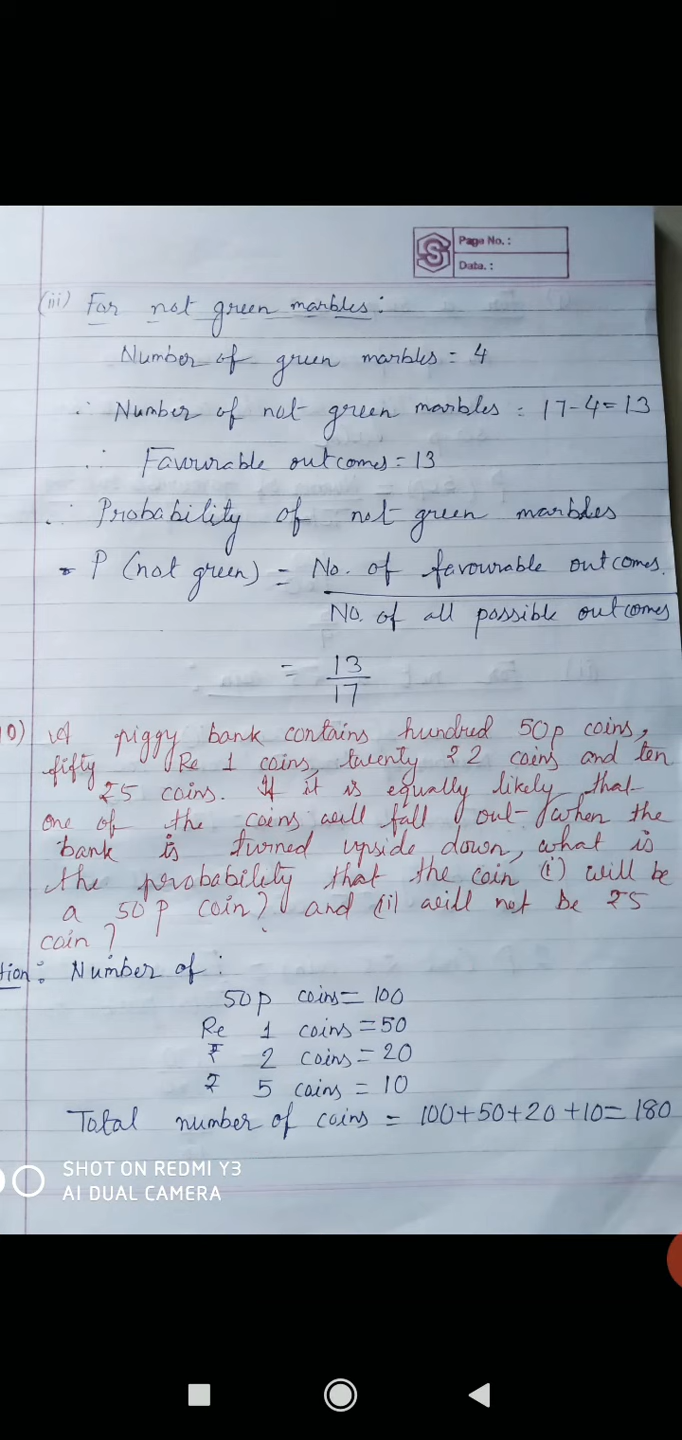 Page No. :
Date. :
(iii) For not green marbles :
Number of green marbles = 4
∴ Number of not green marbles = 17-4=13
∴ Favourable outcomes = 13
∴ Probability of not green marbles
= P (not green) = No. of favourable outcomes.
No. of all possible outcomes
= 13
17
10) A piggy bank contains hundred 50p coins,
fifty Re 1 coins, twenty ₹2 coins and ten
₹5 coins. If it is equally likely that
one of the coins will fall out when the
bank is turned upside down, what is
the probability that the coin (i) will be
a 50 p coin? and (ii) will not be ₹5
coin ?
tion : Number of :
50p coins = 100
Re 1 coins = 50
₹ 2 coins = 20
₹ 5 coins = 10
Total number of coins = 100+50+20+10= 180
SHOT ON REDMI Y3
AI DUAL CAMERA